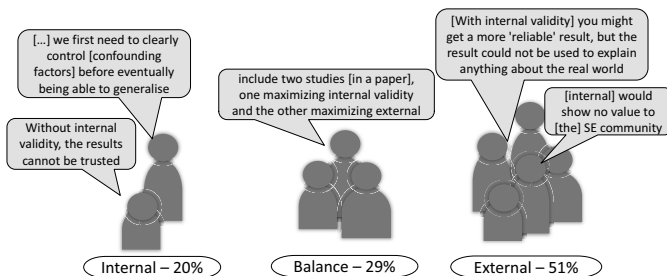 [...] we first need to clearly
control [confounding
factors] before eventually
being able to generalise
Without internal
validity, the results
cannot be trusted
Internal – 20%
include two studies [in a paper],
one maximizing internal validity
and the other maximizing external
Balance – 29%
[With internal validity] you might
get a more 'reliable' result, but the
result could not be used to explain
anything about the real world
[internal] would
show no value to
[the] SE community
External – 51%